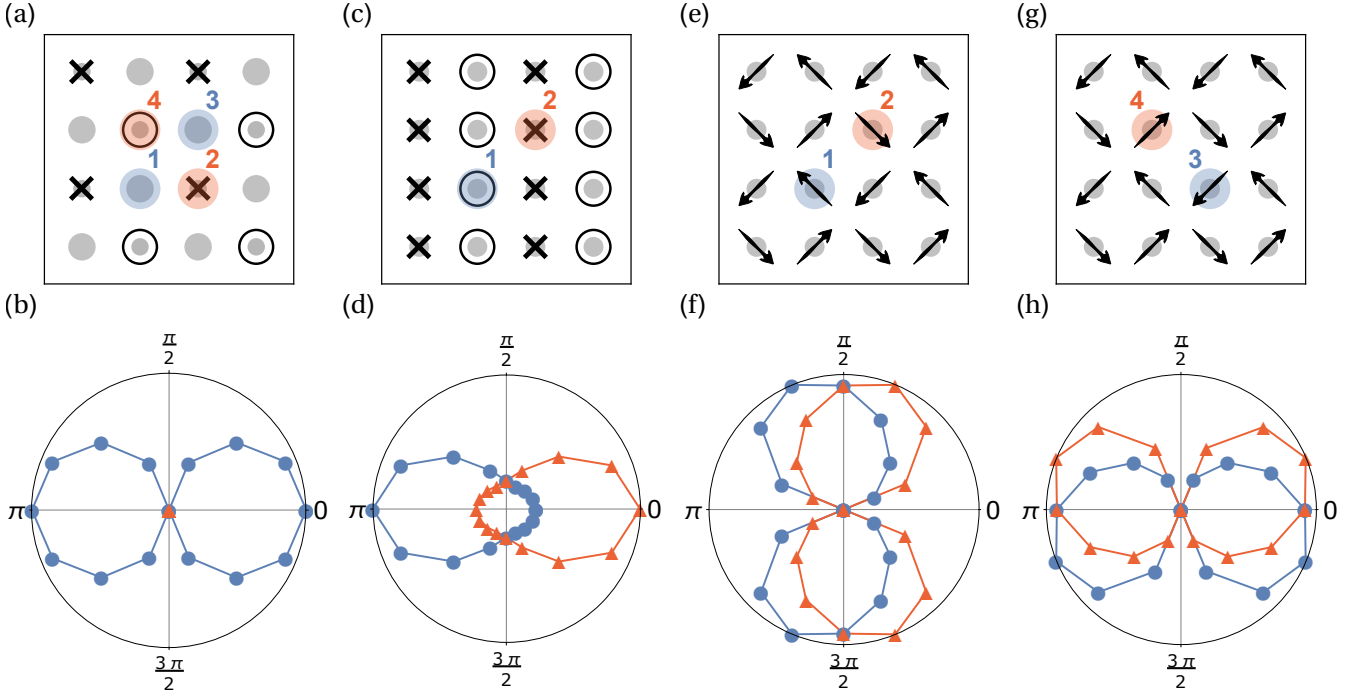 (a) (c) (e) (g)
4 3 2 2 4
1 2 1 1 3
(b) (d) (f) (h)
π/2 π/2 π/2 π/2
π 0 π 0 π 0 π 0
3π/2 3π/2 3π/2 3π/2